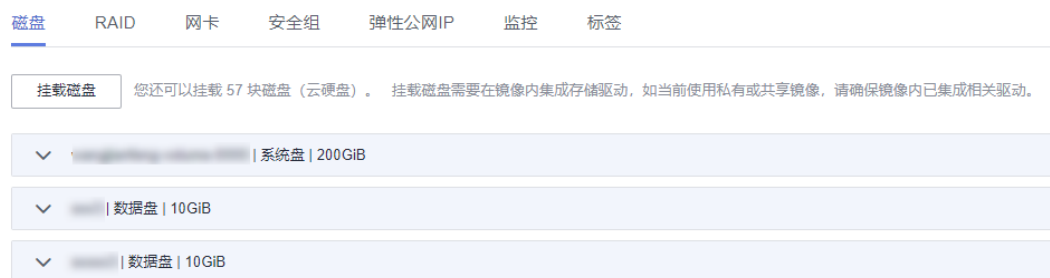 磁盘 RAID 网卡 安全组 弹性公网IP 监控 标签
挂载磁盘 您还可以挂载 57 块磁盘（云硬盘）。 挂载磁盘需要在镜像内集成存储驱动，如当前使用私有或共享镜像，请确保镜像内已集成相关驱动。
| 系统盘 | 200GiB
| 数据盘 | 10GiB
| 数据盘 | 10GiB